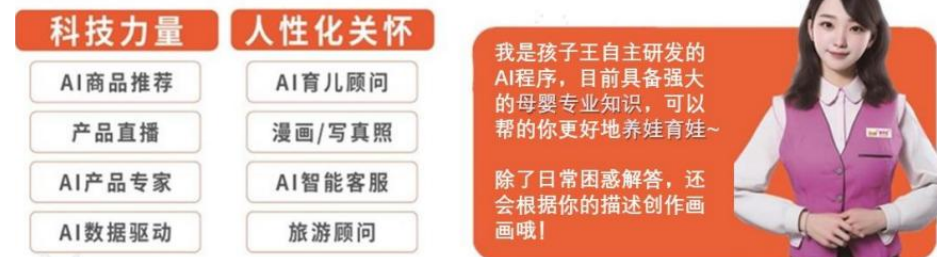 科技力量
AI商品推荐
产品直播
AI产品专家
AI数据驱动
人性化关怀
AI育儿顾问
漫画/写真照
AI智能客服
旅游顾问
我是孩子王自主研发的
AI程序，目前具备强大
的母婴专业知识，可以
帮的你更好地养娃育娃~
除了日常困惑解答，还
会根据你的描述创作画
画哦！